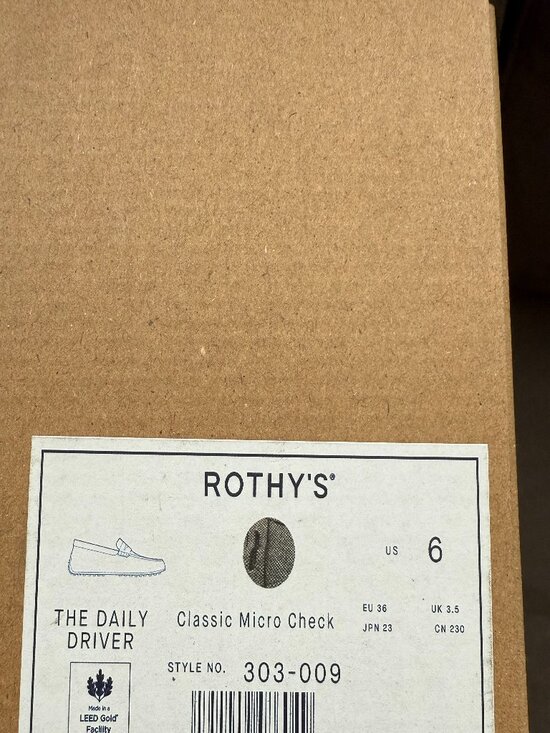 ROTHY'S®
US 6
THE DAILY
DRIVER
Classic Micro Check
EU 36 UK 3.5
JPN 23 CN 230
STYLE NO. 303-009
Made in a
LEED Gold®
Facility